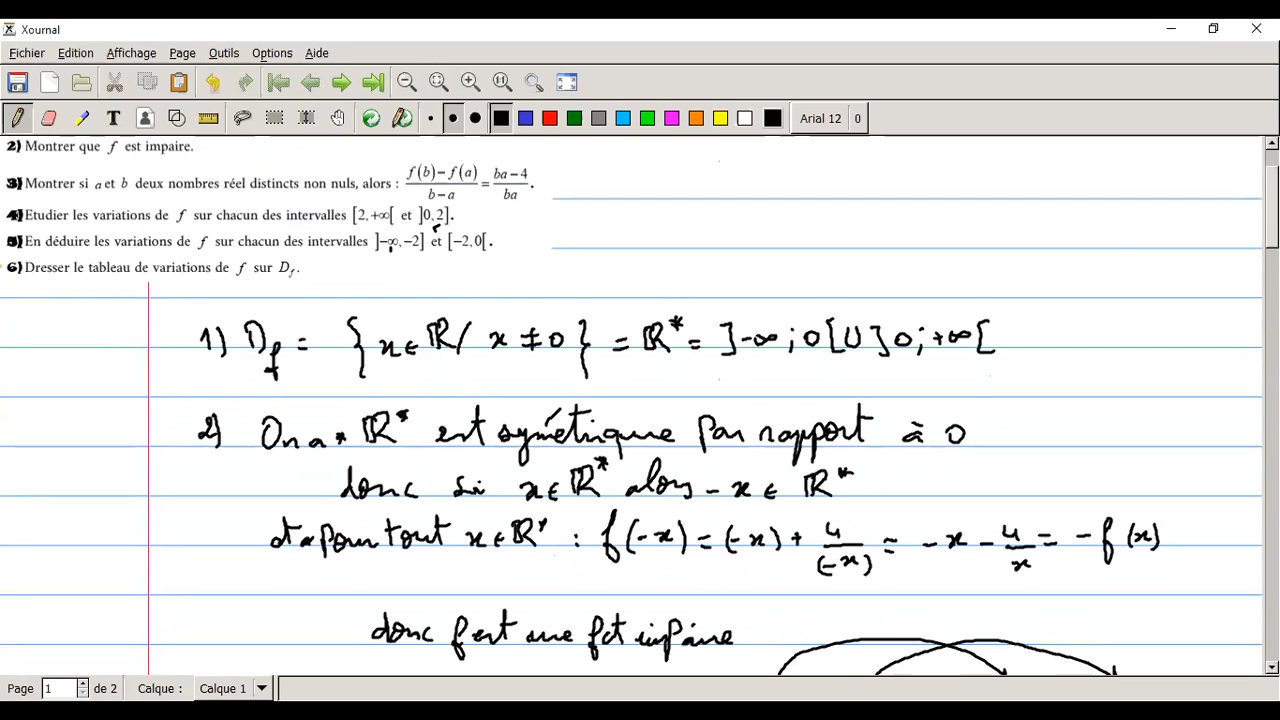 Xournal
Fichier Edition Affichage Page Outils Options Aide
Arial 12 0
2) Montrer que f est impaire.
3) Montrer si a et b deux nombres réel distincts non nuls, alors : (f(b)−f(a))/(b−a) = (ba−4)/ba.
4) Etudier les variations de f sur chacun des intervalles [2,+∞[ et ]0,2].
5) En déduire les variations de f sur chacun des intervalles ]−∞,−2] et [−2,0[.
6) Dresser le tableau de variations de f sur Df.
1) Df = {x∈ℝ/ x≠0} = ℝ* = ]-∞;0[U]0;+∞[
2) On a * ℝ* est symétrique par rapport à 0
donc si x∈ℝ* alors -x∈ ℝ*
et * pour tout x∈ℝ* : f(-x) = (-x) + 4/(-x) = -x - 4/x = -f(x)
donc f est une fct impaire
Page 1 de 2 Calque : Calque 1